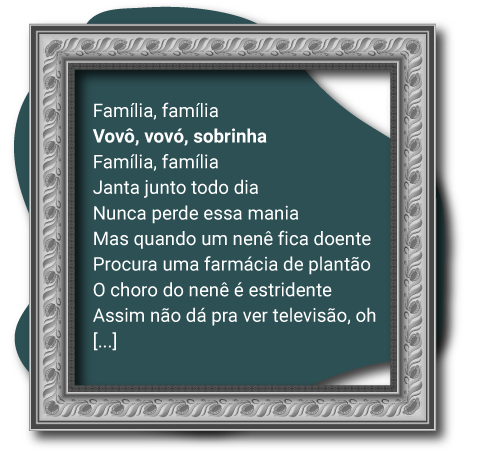 Família, família
Vovô, vovó, sobrinha
Família, família
Janta junto todo dia
Nunca perde essa mania
Mas quando um nenê fica doente
Procura uma farmácia de plantão
O choro do nenê é estridente
Assim não dá pra ver televisão, oh
[...]